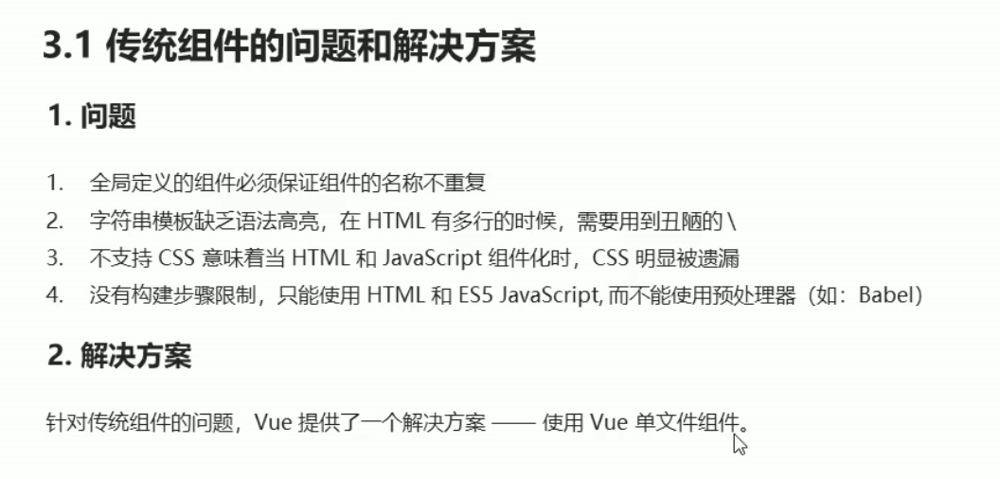 3.1 传统组件的问题和解决方案
1. 问题
1. 全局定义的组件必须保证组件的名称不重复
2. 字符串模板缺乏语法高亮，在 HTML 有多行的时候，需要用到丑陋的 \
3. 不支持 CSS 意味着当 HTML 和 JavaScript 组件化时，CSS 明显被遗漏
4. 没有构建步骤限制，只能使用 HTML 和 ES5 JavaScript, 而不能使用预处理器（如：Babel）
2. 解决方案
针对传统组件的问题，Vue 提供了一个解决方案 —— 使用 Vue 单文件组件。